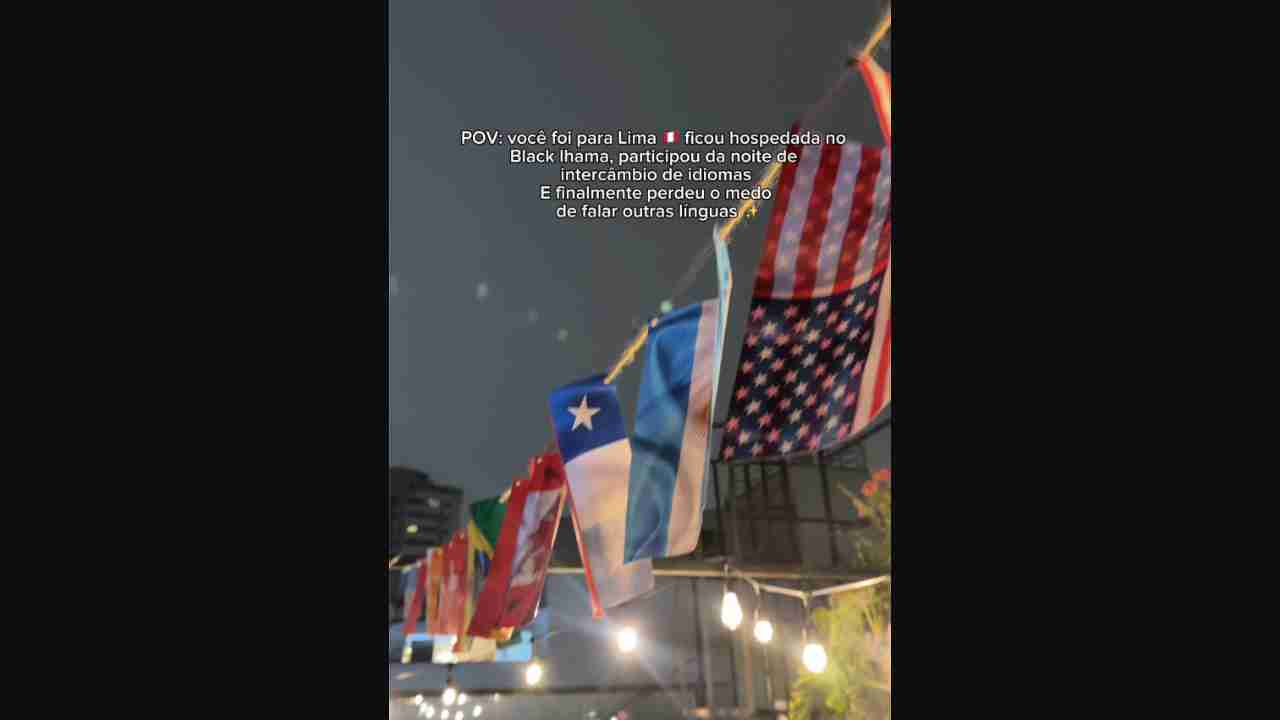 POV: você foi para Lima 🇵🇪 ficou hospedada no
Black lhama, participou da noite de
intercâmbio de idiomas
E finalmente perdeu o medo
de falar outras línguas ✨